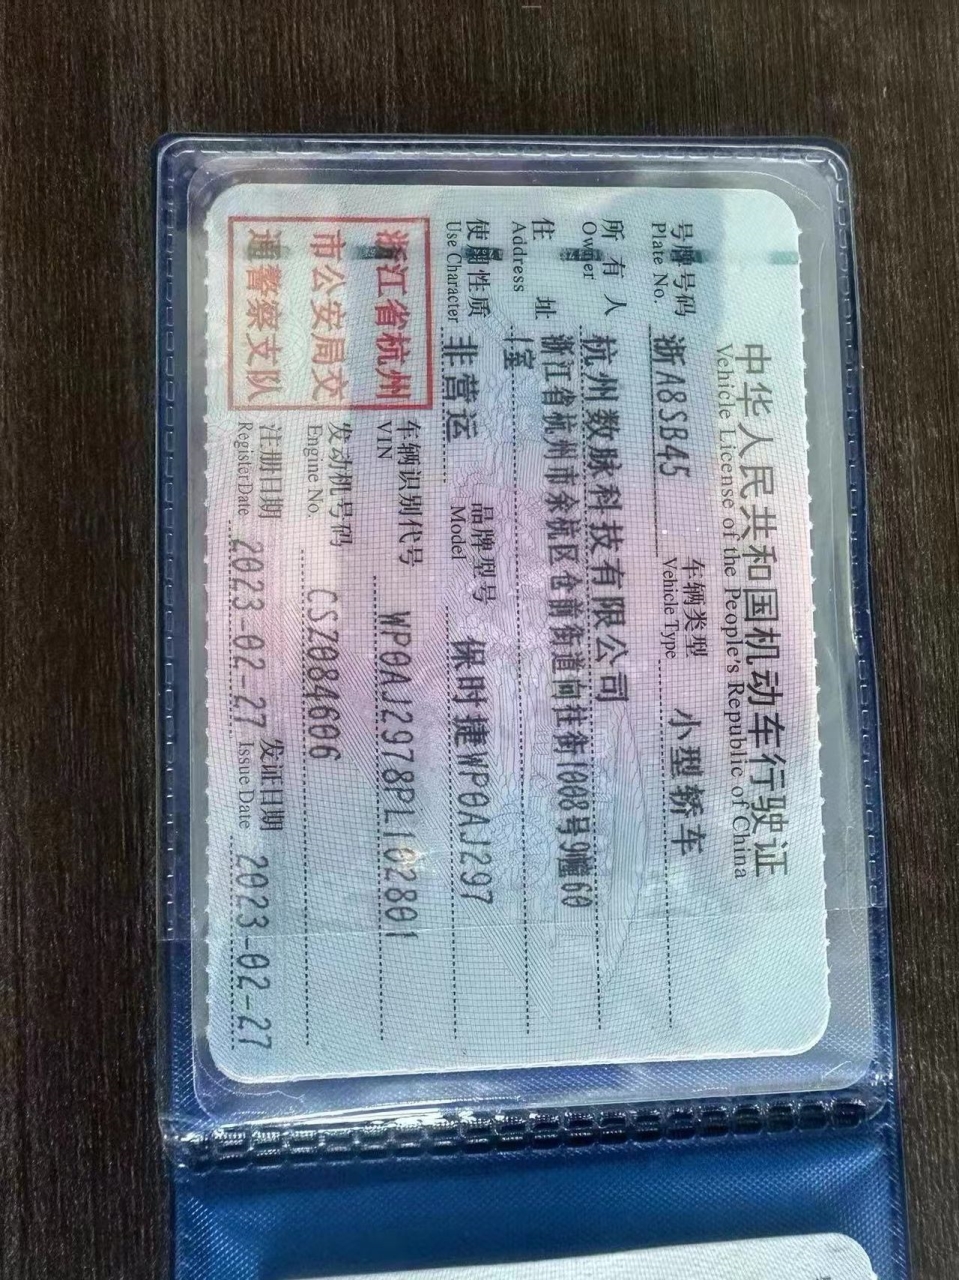 中华人民共和国机动车行驶证
Vehicle License of the People's Republic of China
号牌号码 浙A8SB45 车辆类型 小型轿车
Plate No. Vehicle Type
所有人 杭州数脉科技有限公司
Owner
住址 浙江省杭州市余杭区仓前街道向往街1008号9幢60
Address 1室
使用性质 非营运 品牌型号 保时捷WP0AJ297
Use Character Model
浙江省杭州
市公安局交
通警察支队
车辆识别代号 WP0AJ2978PL102801
VIN
发动机号码 CSZ084606
Engine No.
注册日期 2023-02-27 发证日期 2023-02-27
Register Date Issue Date